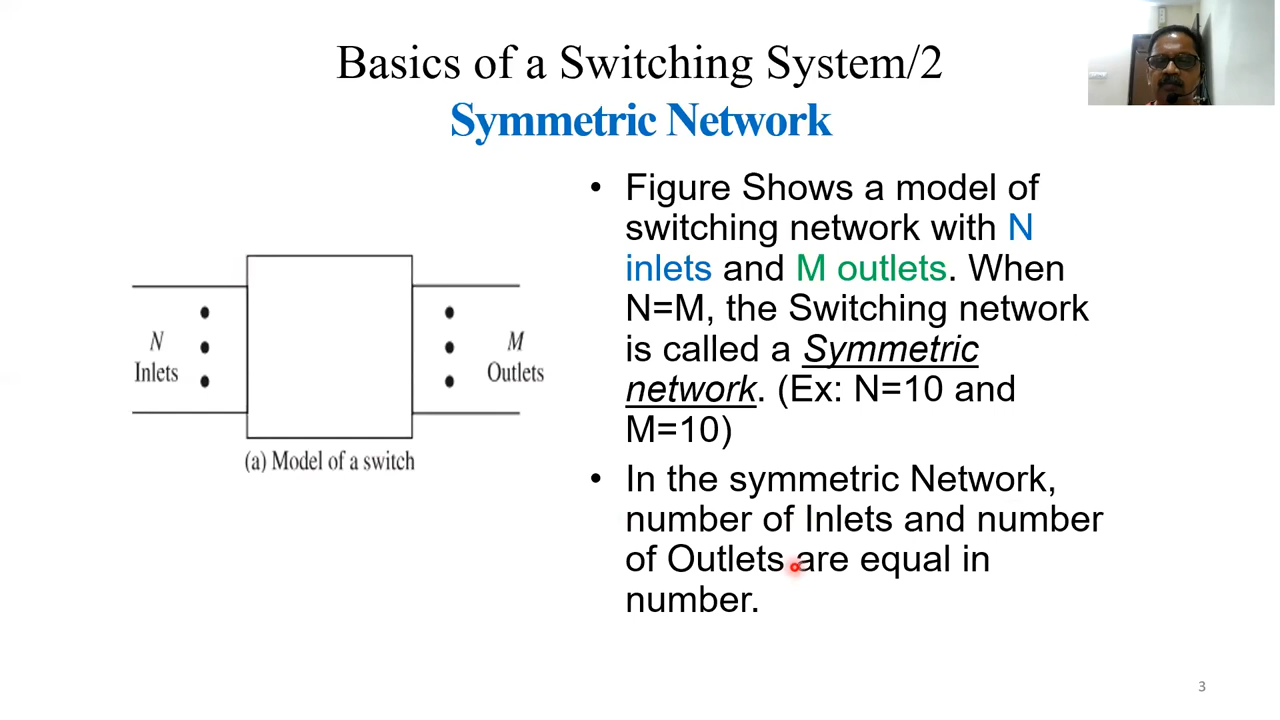 Basics of a Switching System/2
Symmetric Network
N
Inlets
M
Outlets
(a) Model of a switch
• Figure Shows a model of
switching network with N
inlets and M outlets. When
N=M, the Switching network
is called a Symmetric
network. (Ex: N=10 and
M=10)
• In the symmetric Network,
number of Inlets and number
of Outlets are equal in
number.
3